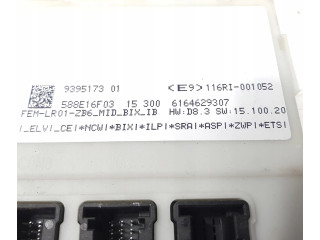 9395173 01 <E9>116RI-001052
588E16F03 15 300 6164629307
FEM-LR01-ZB6_MID_BIX_IB HW:D8.3 SW:15.100.20
|_ELV|_CE|*NCW|*BIX|*ILP|*SRA|*ASP|*ZWP|*ETS|